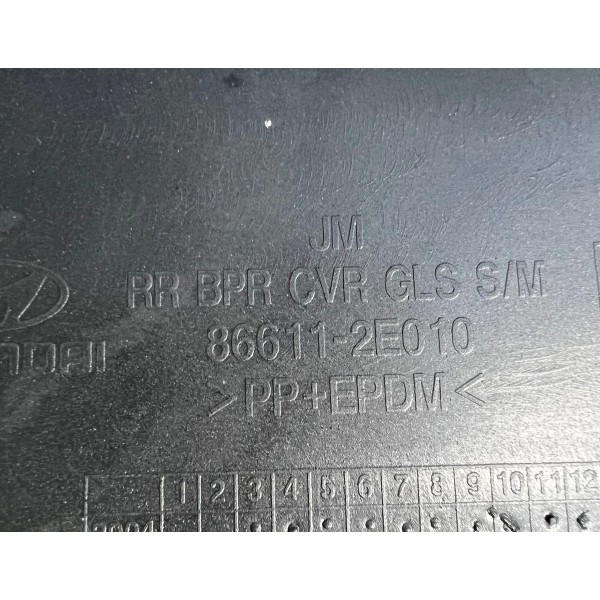 JM
RR BPR CVR GLS S/M
86611-2E010
>PP+EPDM<
1 2 3 4 5 6 7 8 9 10 11 12